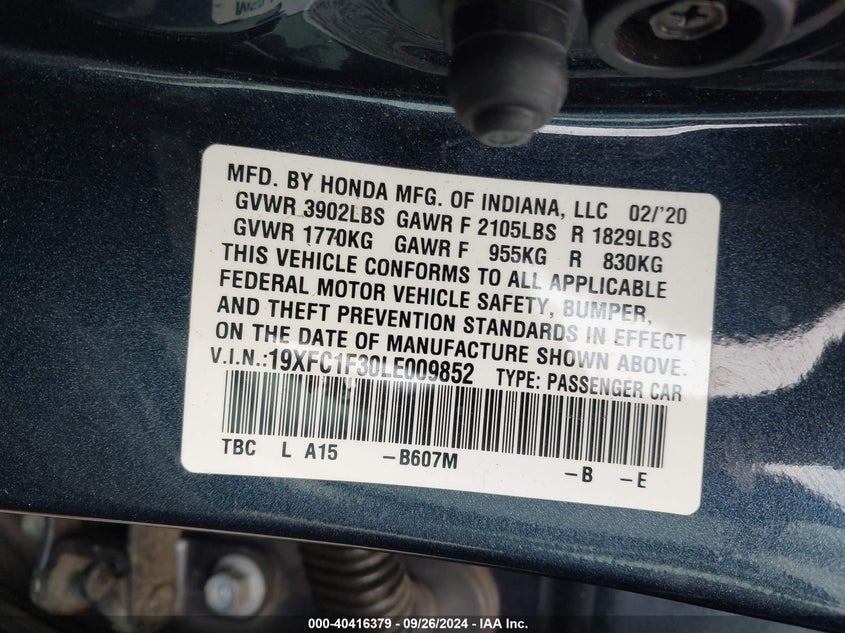 MFD. BY HONDA MFG. OF INDIANA, LLC 02/'20
GVWR 3902LBS GAWR F 2105LBS R 1829LBS
GVWR 1770KG GAWR F 955KG R 830KG
THIS VEHICLE CONFORMS TO ALL APPLICABLE
FEDERAL MOTOR VEHICLE SAFETY, BUMPER,
AND THEFT PREVENTION STANDARDS IN EFFECT
ON THE DATE OF MANUFACTURE SHOWN ABOVE.
V.I.N.:19XFC1F30LE009852 TYPE: PASSENGER CAR
TBC L A15 -B607M -B -E
000-40416379 - 09/26/2024 - IAA Inc.